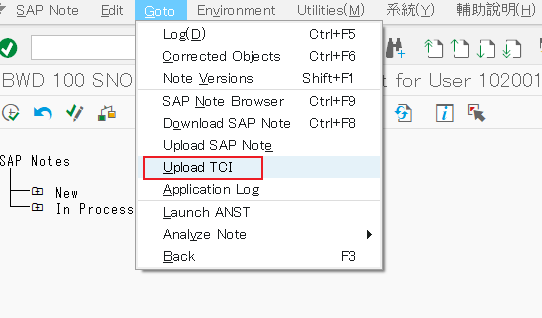 SAP Note Edit Goto Environment Utilities(M) 系統(Y) 輔助說明(H)
Log(D) Ctrl+F5
Corrected Objects Ctrl+F6
Note Versions Shift+F1
BWD 100 SNO
t for User 102001
SAP Note Browser Ctrl+F9
Download SAP Note Ctrl+F8
Upload SAP Note
SAP Notes
Upload TCI
New
Application Log
In Process
Launch ANST
Analyze Note
Back F3